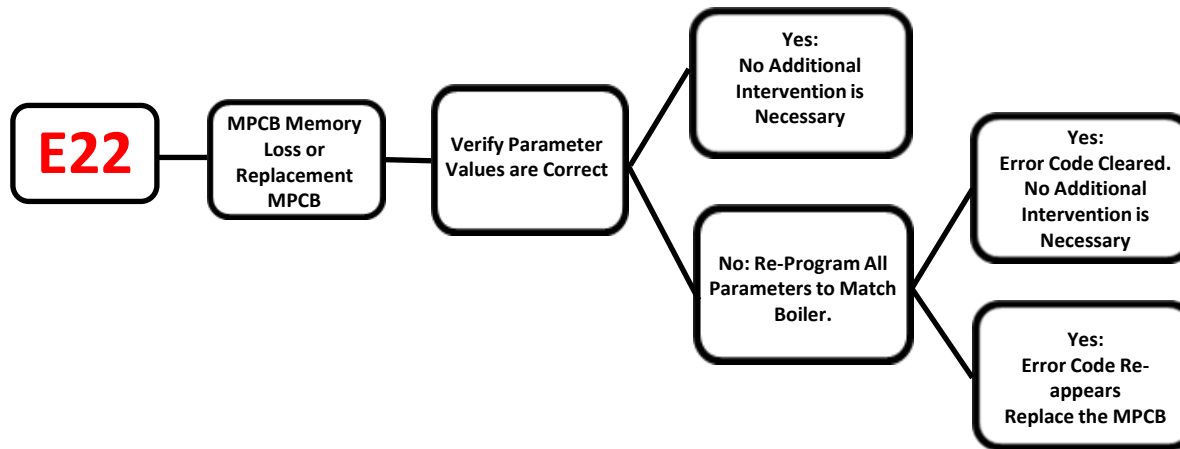 E22
MPCB Memory
Loss or
Replacement
MPCB
Verify Parameter
Values are Correct
Yes:
No Additional
Intervention is
Necessary
No: Re-Program All
Parameters to Match
Boiler.
Yes:
Error Code Cleared.
No Additional
Intervention is
Necessary
Yes:
Error Code Re-
appears
Replace the MPCB